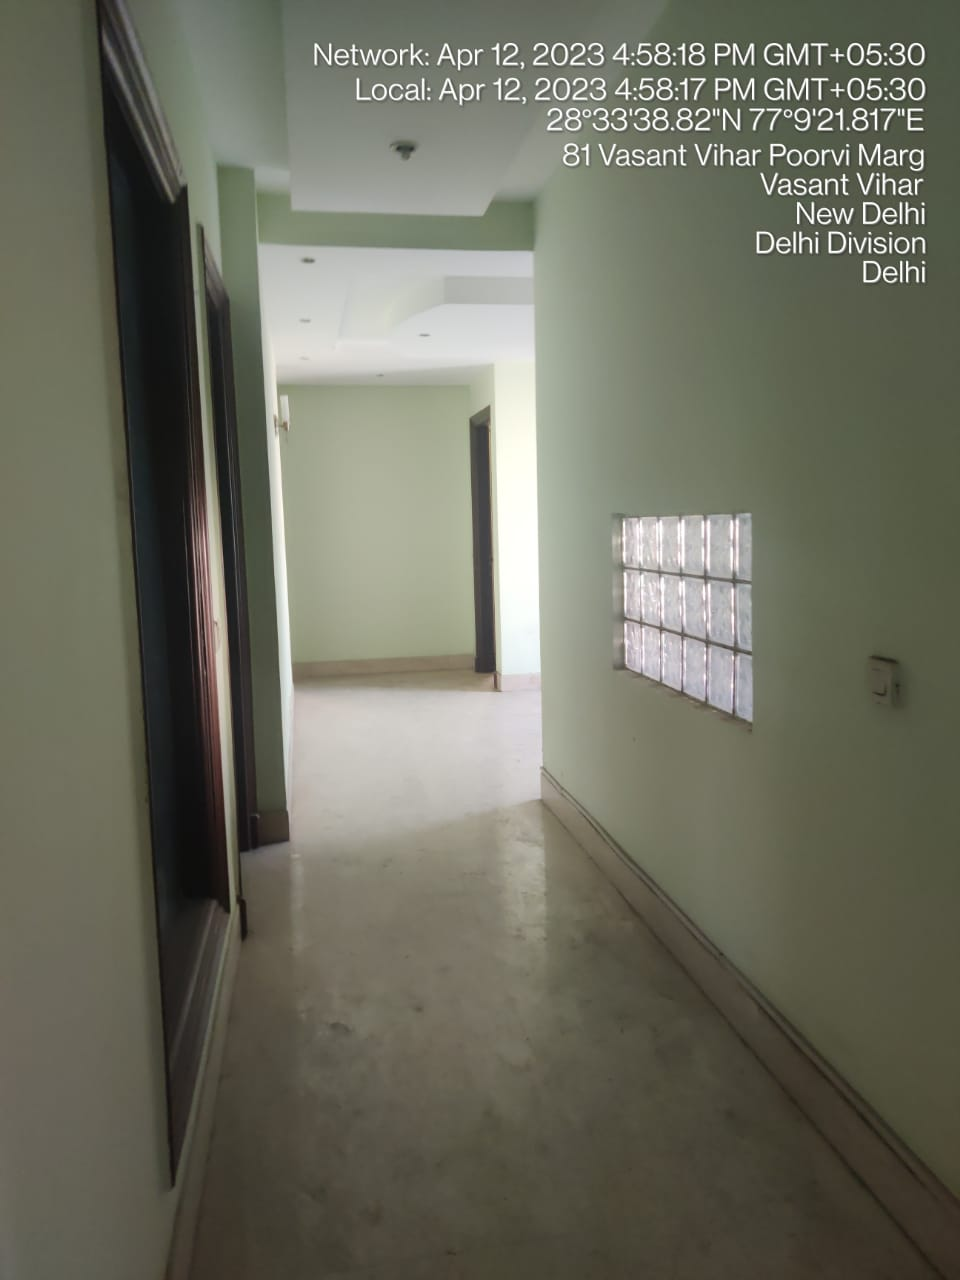 Network: Apr 12, 2023 4:58:18 PM GMT+05:30
Local: Apr 12, 2023 4:58:17 PM GMT+05:30
28°33'38.82"N 77°9'21.817"E
81 Vasant Vihar Poorvi Marg
Vasant Vihar
New Delhi
Delhi Division
Delhi